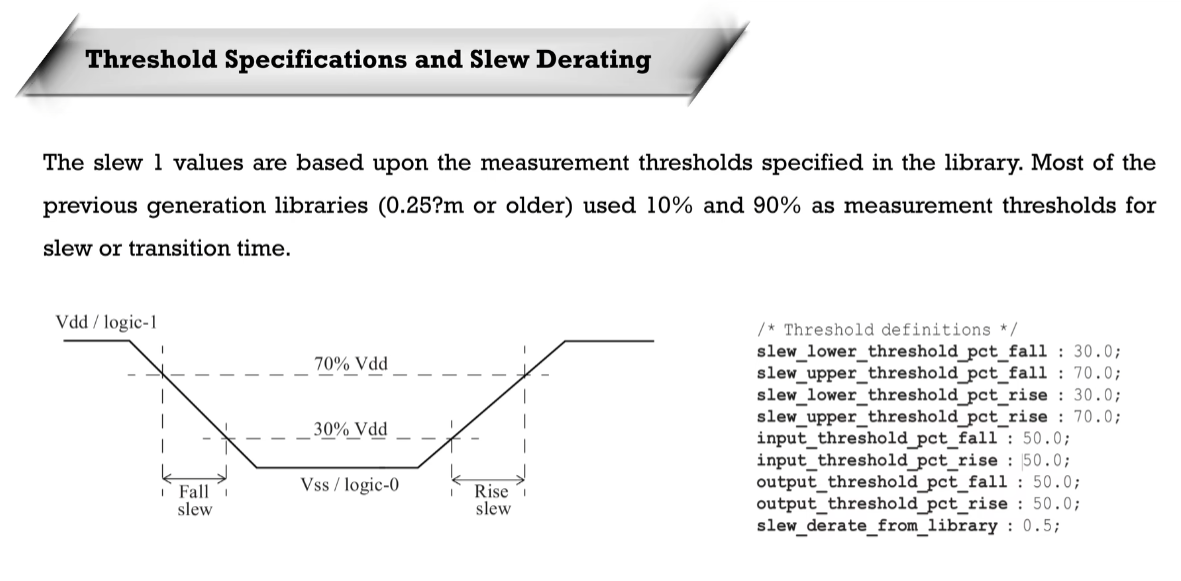 Threshold Specifications and Slew Derating
The slew 1 values are based upon the measurement thresholds specified in the library. Most of the
previous generation libraries (0.25?m or older) used 10% and 90% as measurement thresholds for
slew or transition time.
Vdd / logic-1
70% Vdd
30% Vdd
Vss / logic-0
Fall
slew
Rise
slew
/* Threshold definitions */
slew_lower_threshold_pct_fall : 30.0;
slew_upper_threshold_pct_fall : 70.0;
slew_lower_threshold_pct_rise : 30.0;
slew_upper_threshold_pct_rise : 70.0;
input_threshold_pct_fall : 50.0;
input_threshold_pct_rise : 50.0;
output_threshold_pct_fall : 50.0;
output_threshold_pct_rise : 50.0;
slew_derate_from_library : 0.5;